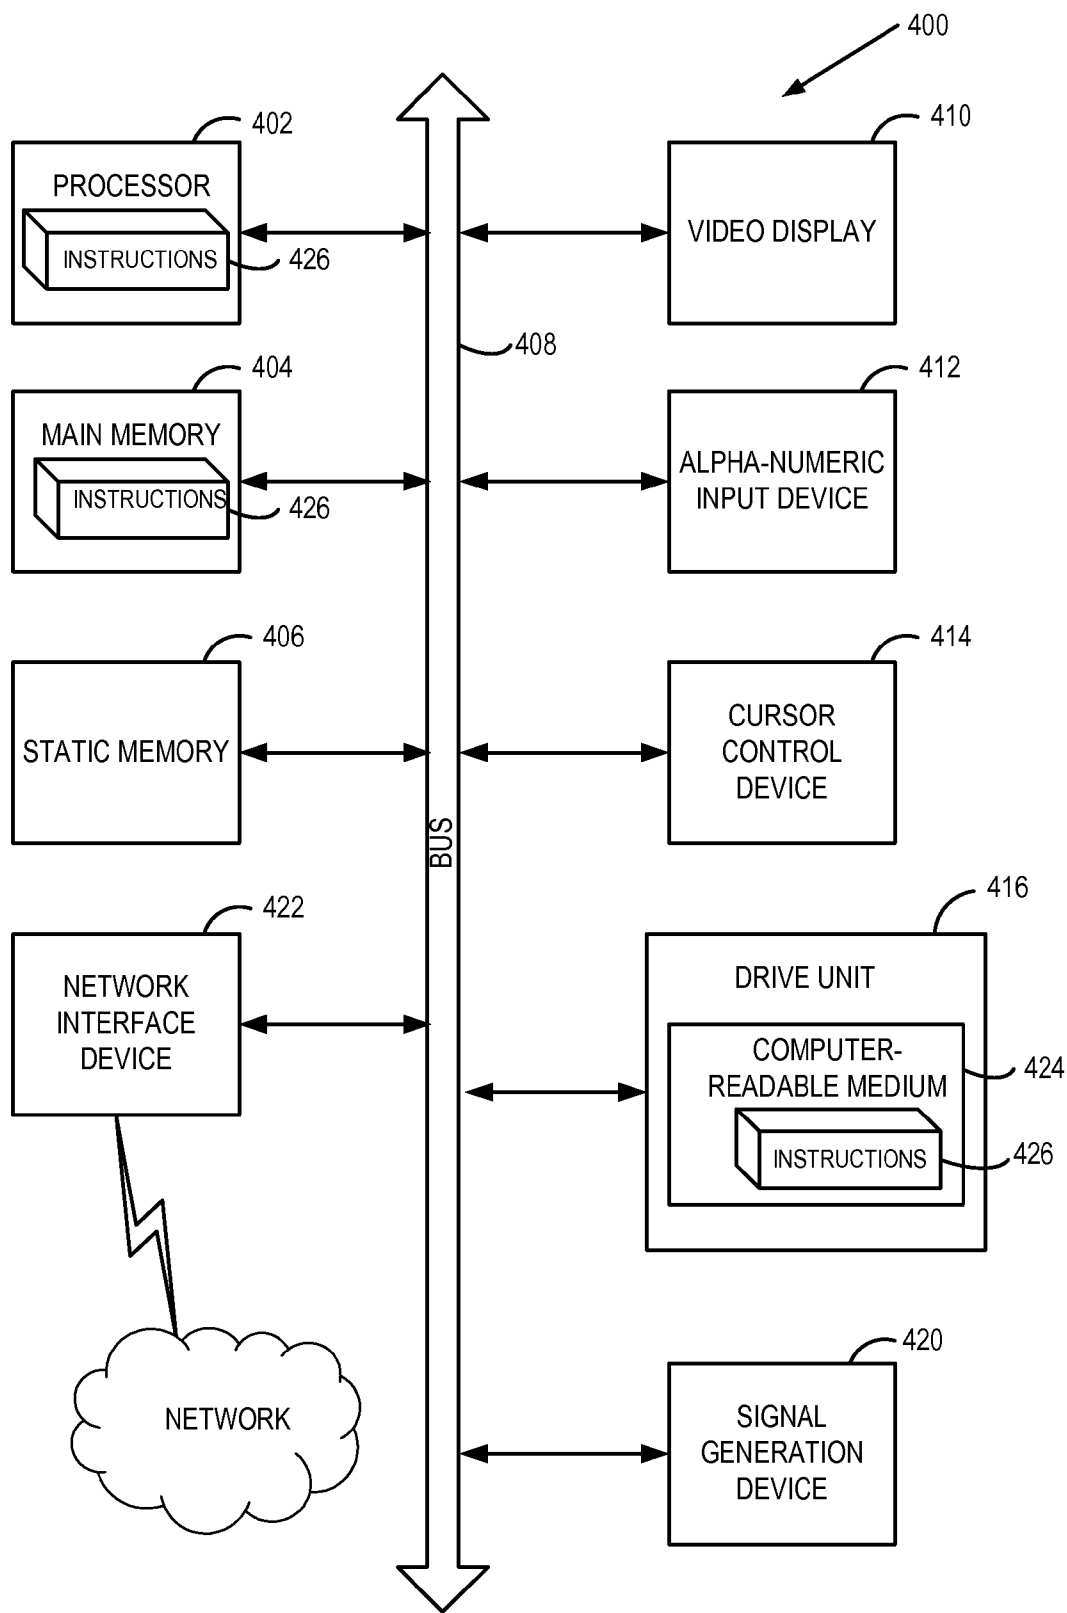 400
402
PROCESSOR
INSTRUCTIONS
426
410
VIDEO DISPLAY
408
404
MAIN MEMORY
INSTRUCTIONS
426
412
ALPHA-NUMERIC
INPUT DEVICE
406
STATIC MEMORY
414
CURSOR
CONTROL
DEVICE
BUS
422
NETWORK
INTERFACE
DEVICE
416
DRIVE UNIT
COMPUTER-
READABLE MEDIUM
424
INSTRUCTIONS
426
NETWORK
420
SIGNAL
GENERATION
DEVICE